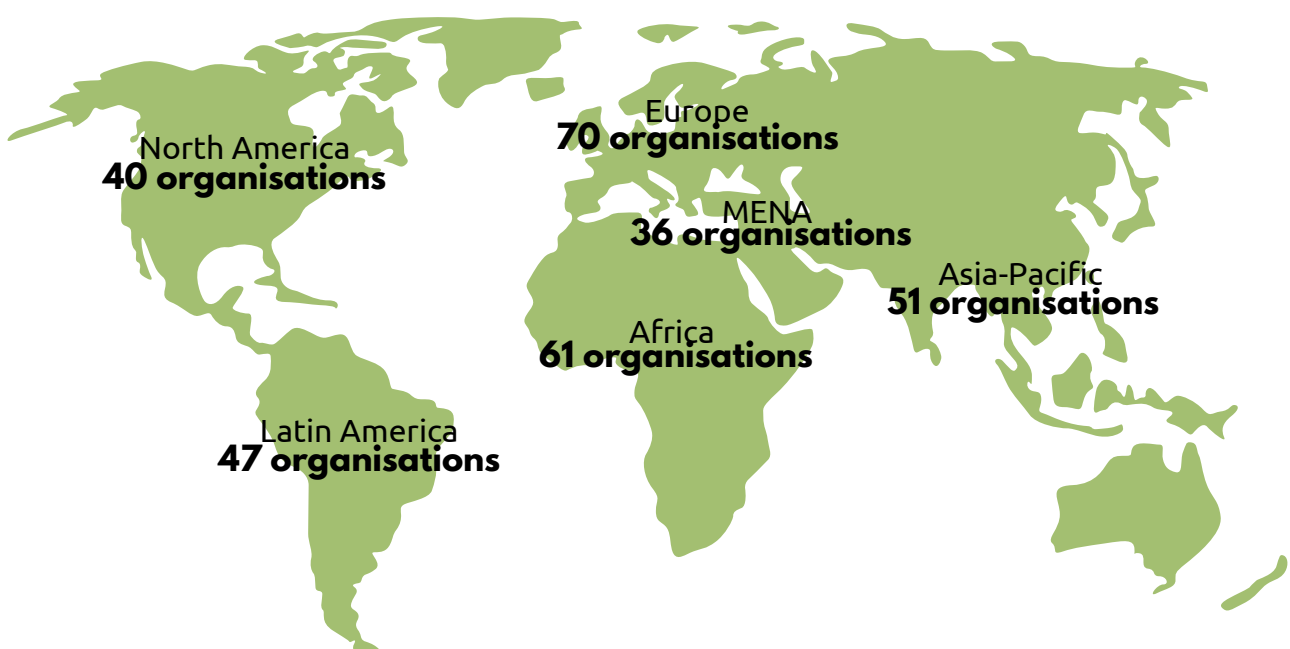 North America
40 organisations
Europe
70 organisations
MENA
36 organisations
Asia-Pacific
51 organisations
Africa
61 organisations
Latin America
47 organisations